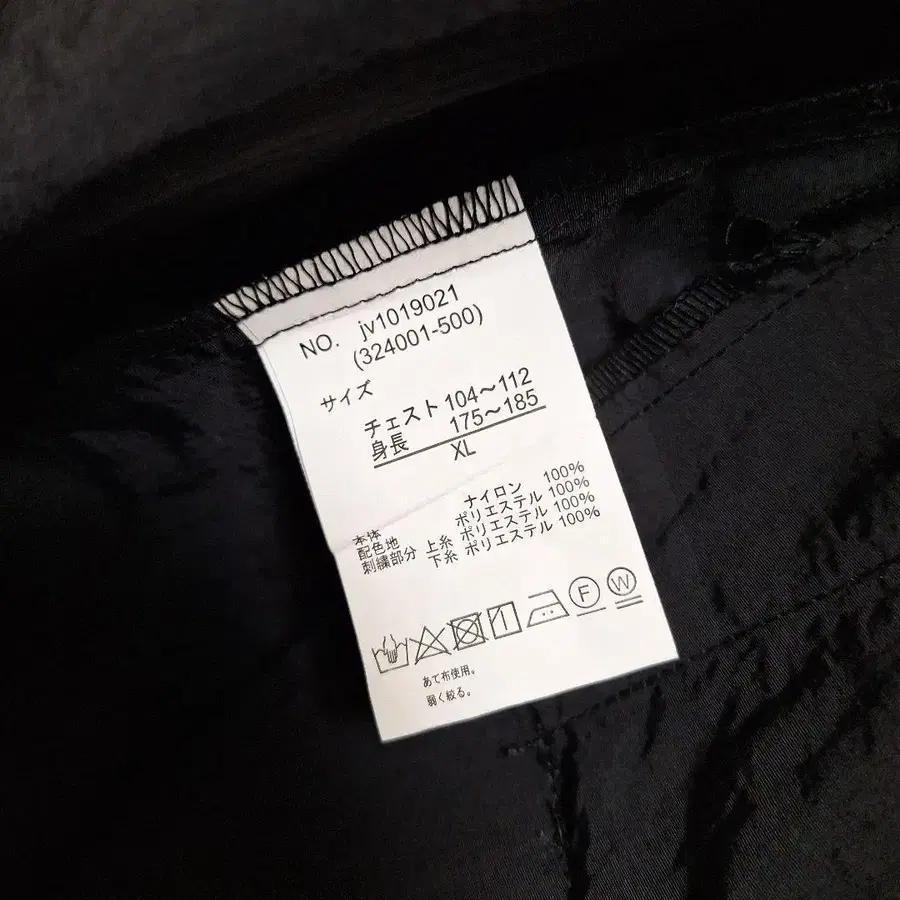 NO. jv1019021
(324001-500)
サイズ
チェスト 104～112
身長 175～185
XL
本体 ナイロン 100%
配色地 ポリエステル 100%
刺繍部分 上糸 ポリエステル 100%
下糸 ポリエステル 100%
F W
あて布使用。
弱く絞る。